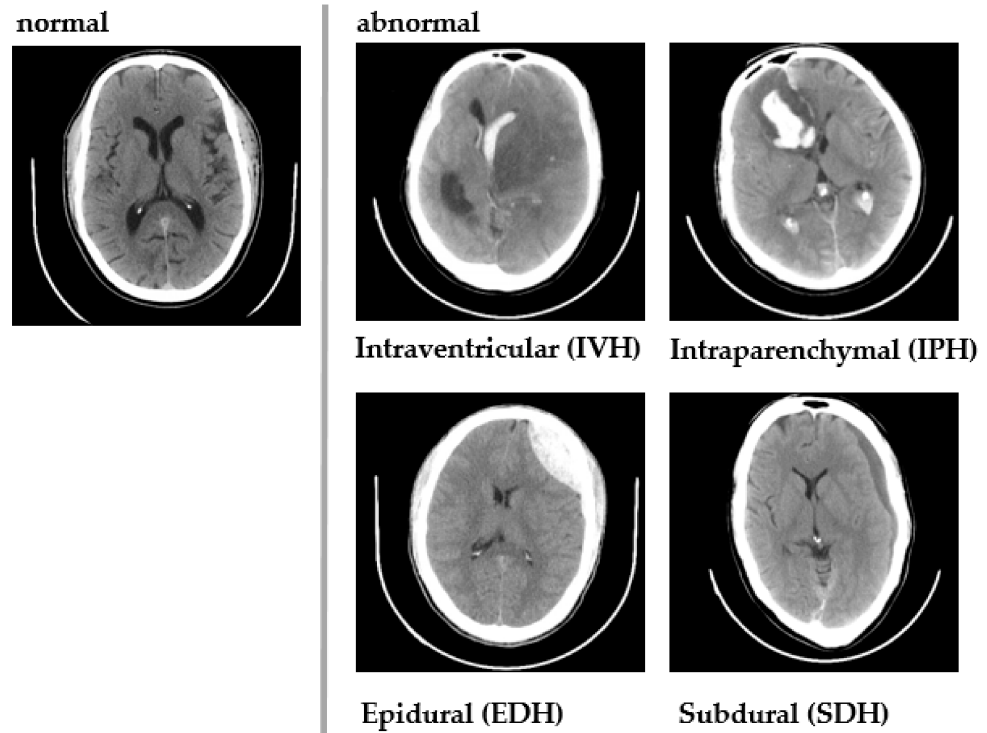 normal
abnormal
Intraventricular (IVH)
Intraparenchymal (IPH)
Epidural (EDH)
Subdural (SDH)